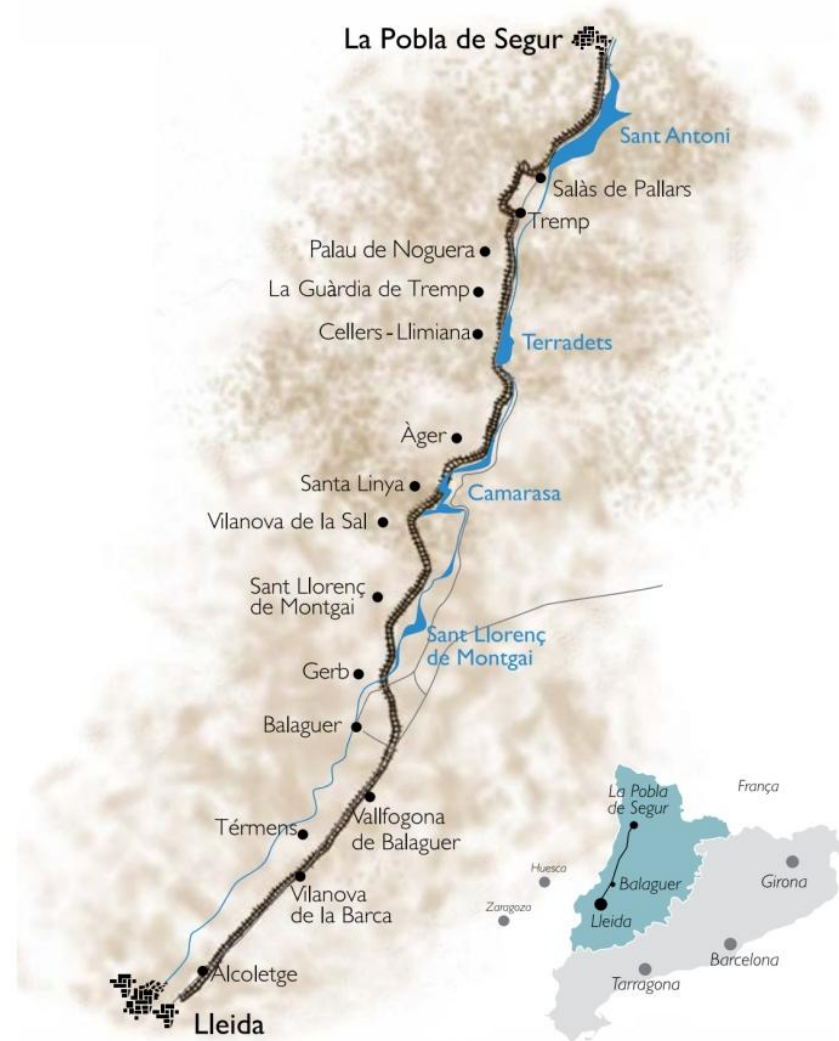 La Pobla de Segur
Sant Antoni
Salàs de Pallars
Tremp
Palau de Noguera
La Guàrdia de Tremp
Cellers-Llimiana
Terradets
Àger
Santa Linya
Camarasa
Vilanova de la Sal
Sant Llorenç
de Montgai
Sant Llorenç
de Montgai
Gerb
Balaguer
Vallfogona
de Balaguer
Térmens
Vilanova
de la Barca
Alcoletge
Lleida
França
La Pobla
de Segur
Huesca
Balaguer
Girona
Zaragoza
Lleida
Barcelona
Tarragona